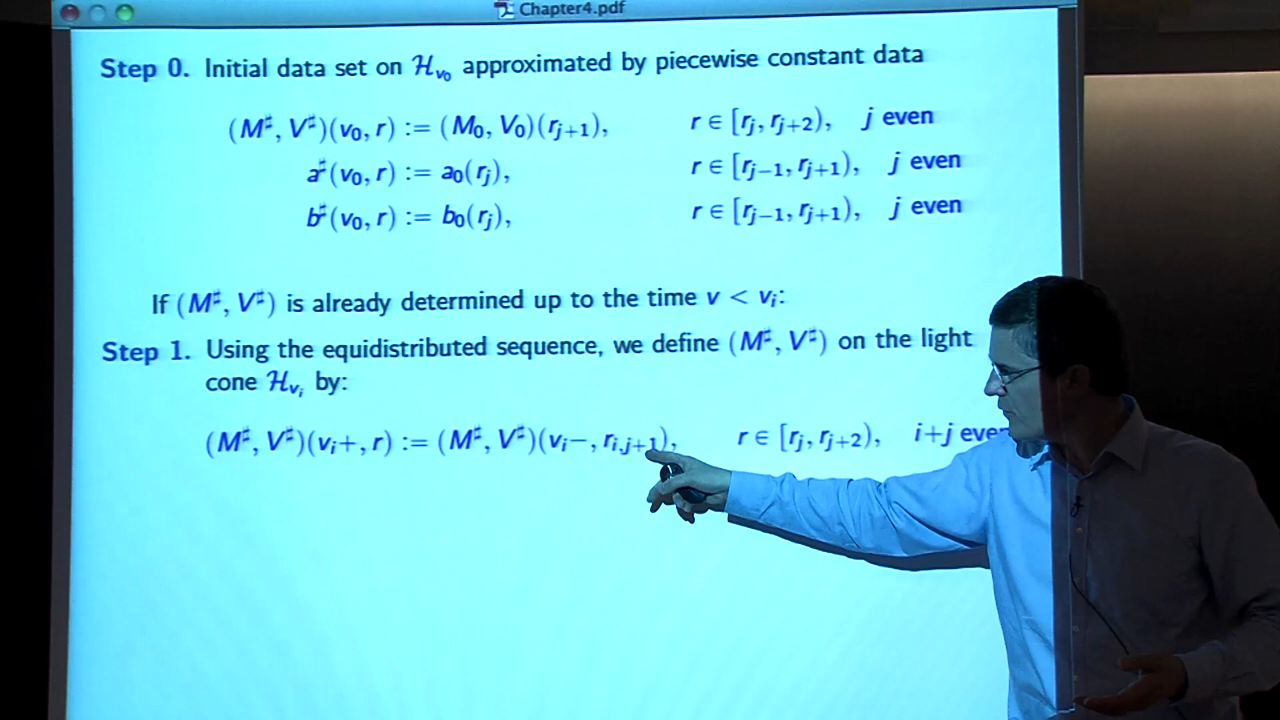 Chapter4.pdf
Step 0. Initial data set on 𝓗_{v₀} approximated by piecewise constant data
(M♯, V♯)(v₀, r) := (M₀, V₀)(r_{j+1}), r ∈ [r_j, r_{j+2}), j even
a♯(v₀, r) := a₀(r_j), r ∈ [r_{j−1}, r_{j+1}), j even
b♯(v₀, r) := b₀(r_j), r ∈ [r_{j−1}, r_{j+1}), j even
If (M♯, V♯) is already determined up to the time v < v_i:
Step 1. Using the equidistributed sequence, we define (M♯, V♯) on the light
cone 𝓗_{v_i} by:
(M♯, V♯)(v_i+, r) := (M♯, V♯)(v_i−, r_{i,j+1}), r ∈ [r_j, r_{j+2}), i+j even